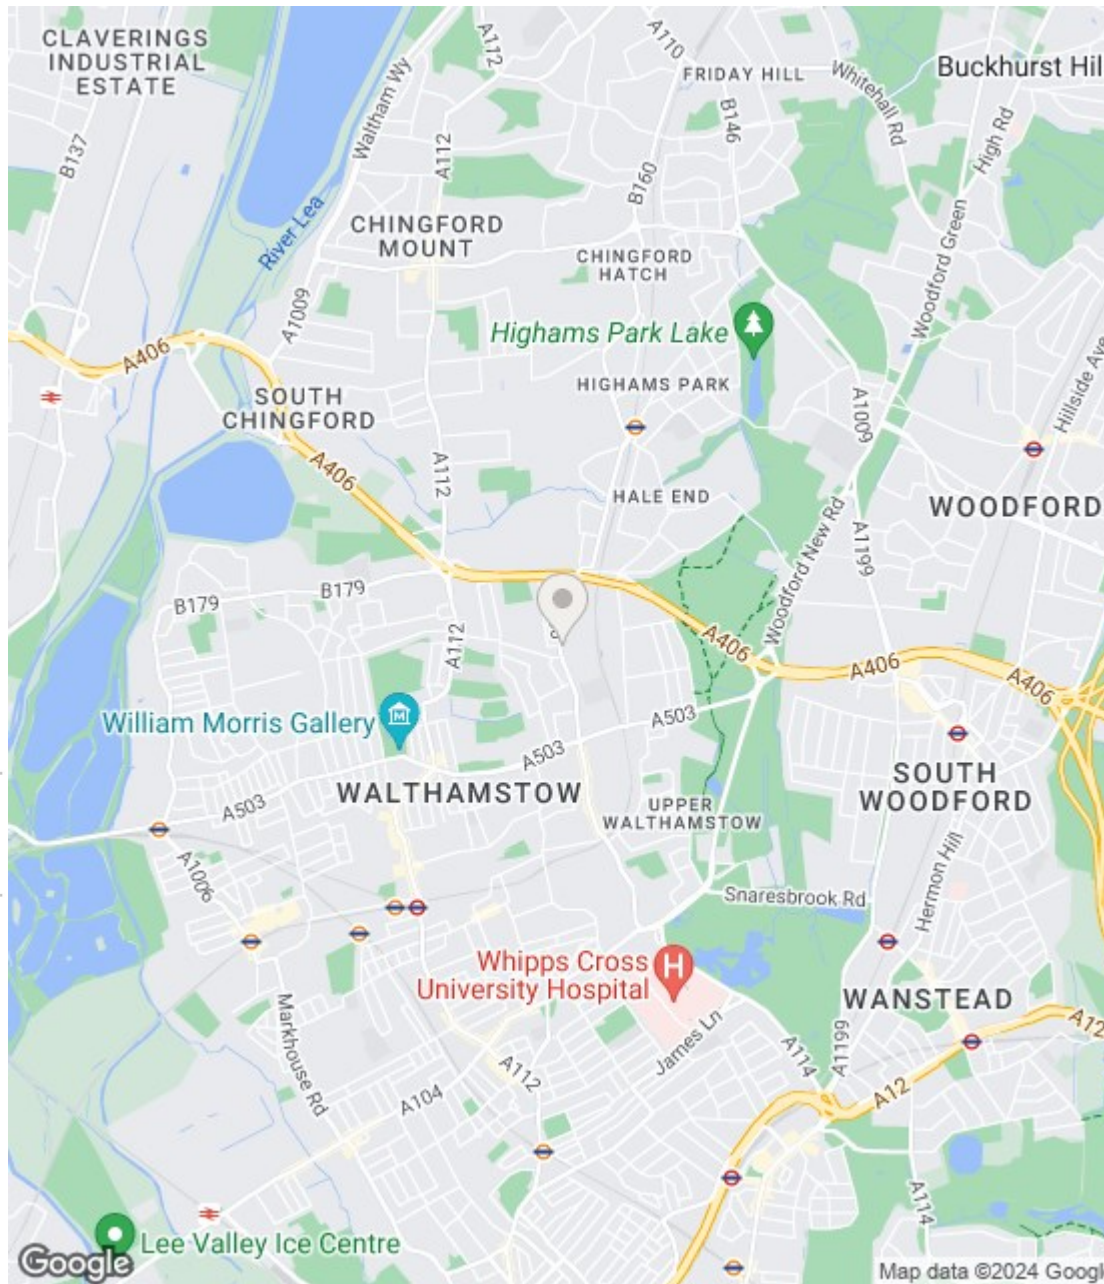 CLAVERINGS
INDUSTRIAL
ESTATE
A112
A110
FRIDAY HILL
Whitehall Rd
Buckhurst Hil
B137
Waltham Wy
A112
B146
High Rd
B160
River Lea
CHINGFORD
MOUNT
CHINGFORD
HATCH
Woodford Green
A1009
Highams Park Lake
A406
HIGHAMS PARK
Hillside Ave
SOUTH
CHINGFORD
A1009
A406
A112
HALE END
WOODFORD
Woodford New Rd
A1199
B179
B179
A112
A406
A406
A406
William Morris Gallery
A503
A503
A503
WALTHAMSTOW
SOUTH
WOODFORD
UPPER
WALTHAMSTOW
A1006
Hermon Hill
Snaresbrook Rd
Whipps Cross
University Hospital
WANSTEAD
Markhouse Rd
James Ln
A114
A1199
A12
A112
A104
A12
A114
Lee Valley Ice Centre
Google
Map data ©2024 Googl